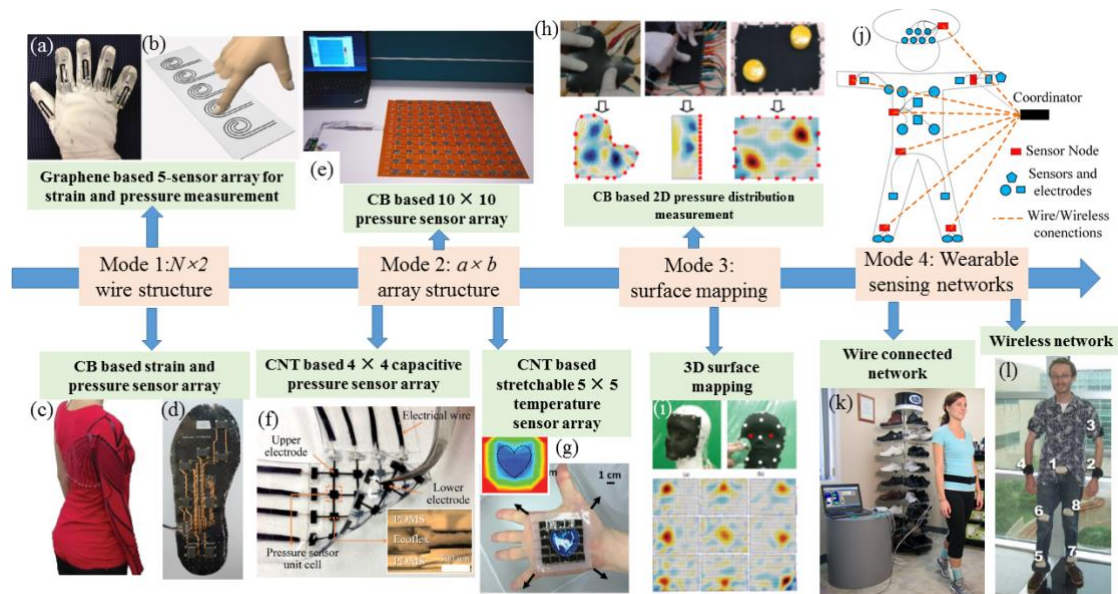 (a)
(b)
Graphene based 5-sensor array for
strain and pressure measurement
(e)
CB based 10 × 10
pressure sensor array
(h)
CB based 2D pressure distribution
measurement
(j)
Coordinator
Sensor Node
Sensors and
electrodes
Wire/Wireless
conections
Mode 1:N×2
wire structure
Mode 2: a × b
array structure
Mode 3:
surface mapping
Mode 4: Wearable
sensing networks
CB based strain and
pressure sensor array
(c)
(d)
CNT based 4 × 4 capacitive
pressure sensor array
(f)
Electrical wire
Upper
electrode
Lower
electrode
Pressure sensor
unit cell
PDMS
Ecoflex
PDMS
CNT based
stretchable 5 × 5
temperature
sensor array
(g)
1 cm
3D surface
mapping
(i)
(a)
(b)
Wire connected
network
(k)
Wireless network
(l)
3
4
1
2
6
8
5
7